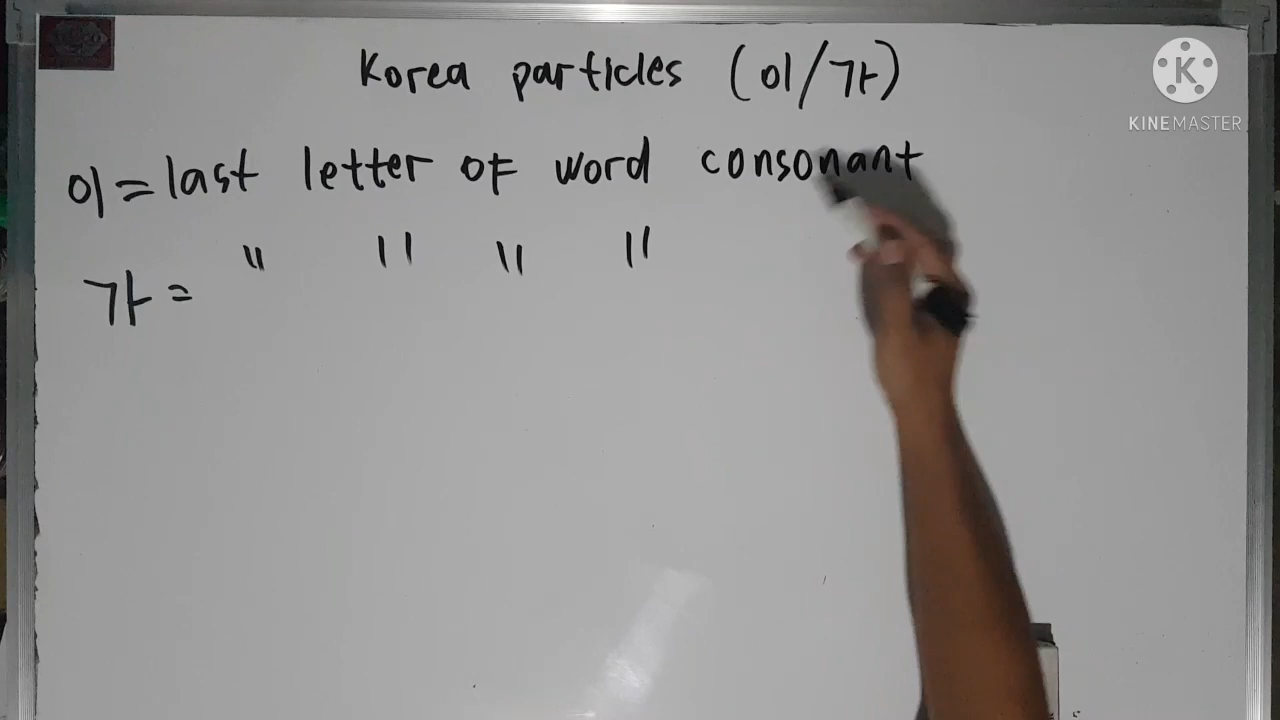 Korea particles (이/가)
K
KINEMASTER
이 = last letter of word consonant
" " " "
가 =